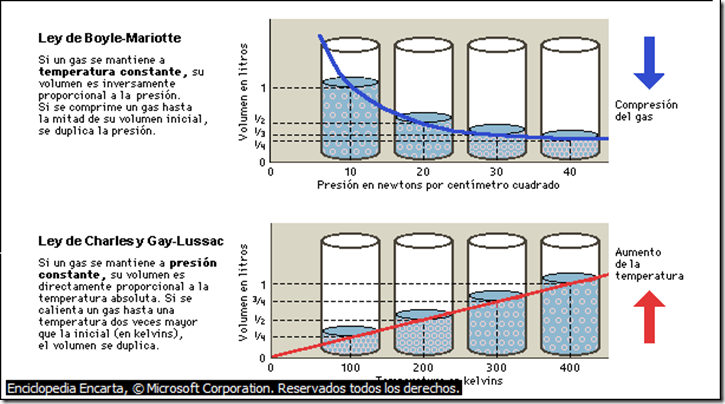 Ley de Boyle-Mariotte
Si un gas se mantiene a
temperatura constante, su
volumen es inversamente
proporcional a la presión.
Si se comprime un gas hasta
la mitad de su volumen inicial,
se duplica la presión.
Volumen en litros
1
1/2
1/3
1/4
0
10
20
30
40
Presión en newtons por centímetro cuadrado
Compresión
del gas
Ley de Charles y Gay-Lussac
Si un gas se mantiene a presión
constante, su volumen es
directamente proporcional a la
temperatura absoluta. Si se
calienta un gas hasta una
temperatura dos veces mayor
que la inicial (en kelvins),
el volumen se duplica.
Volumen en litros
1
3/4
1/2
1/4
0
100
200
300
400
Temperatura en kelvins
Aumento
de la
temperatura
Enciclopedia Encarta, © Microsoft Corporation. Reservados todos los derechos.